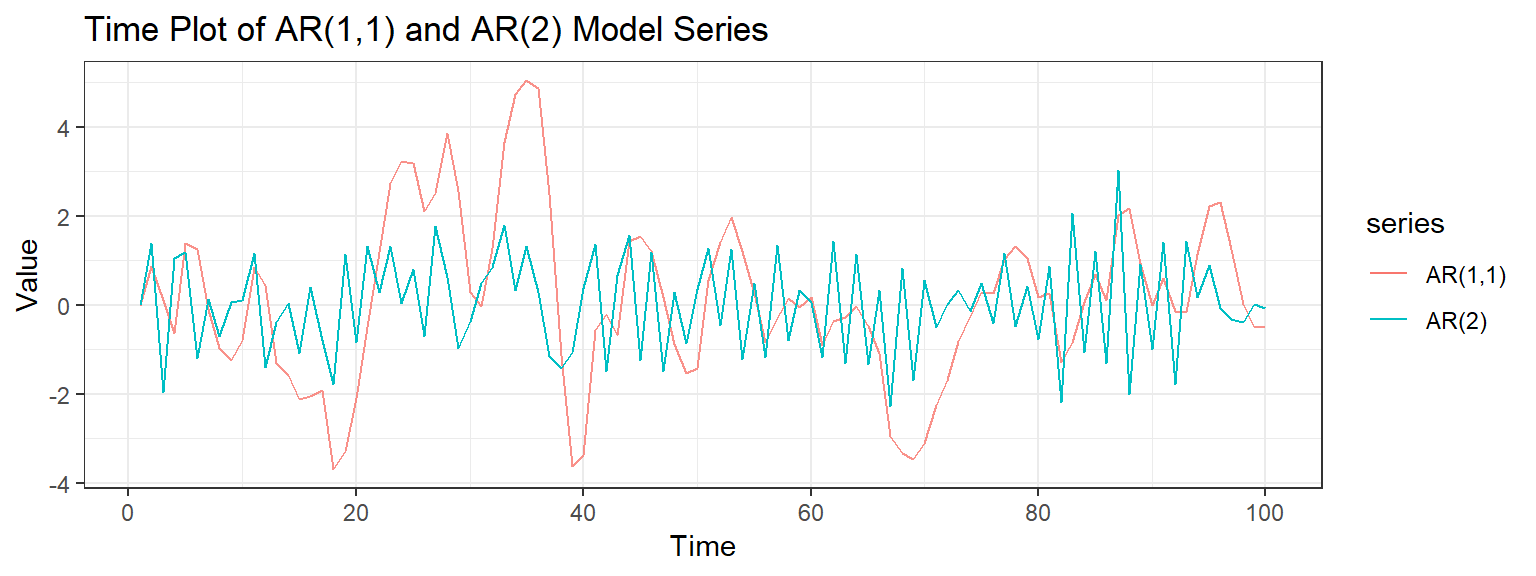 Time Plot of AR(1,1) and AR(2) Model Series
Value
4
2
0
-2
-4
0 20 40 60 80 100
Time
series
AR(1,1)
AR(2)